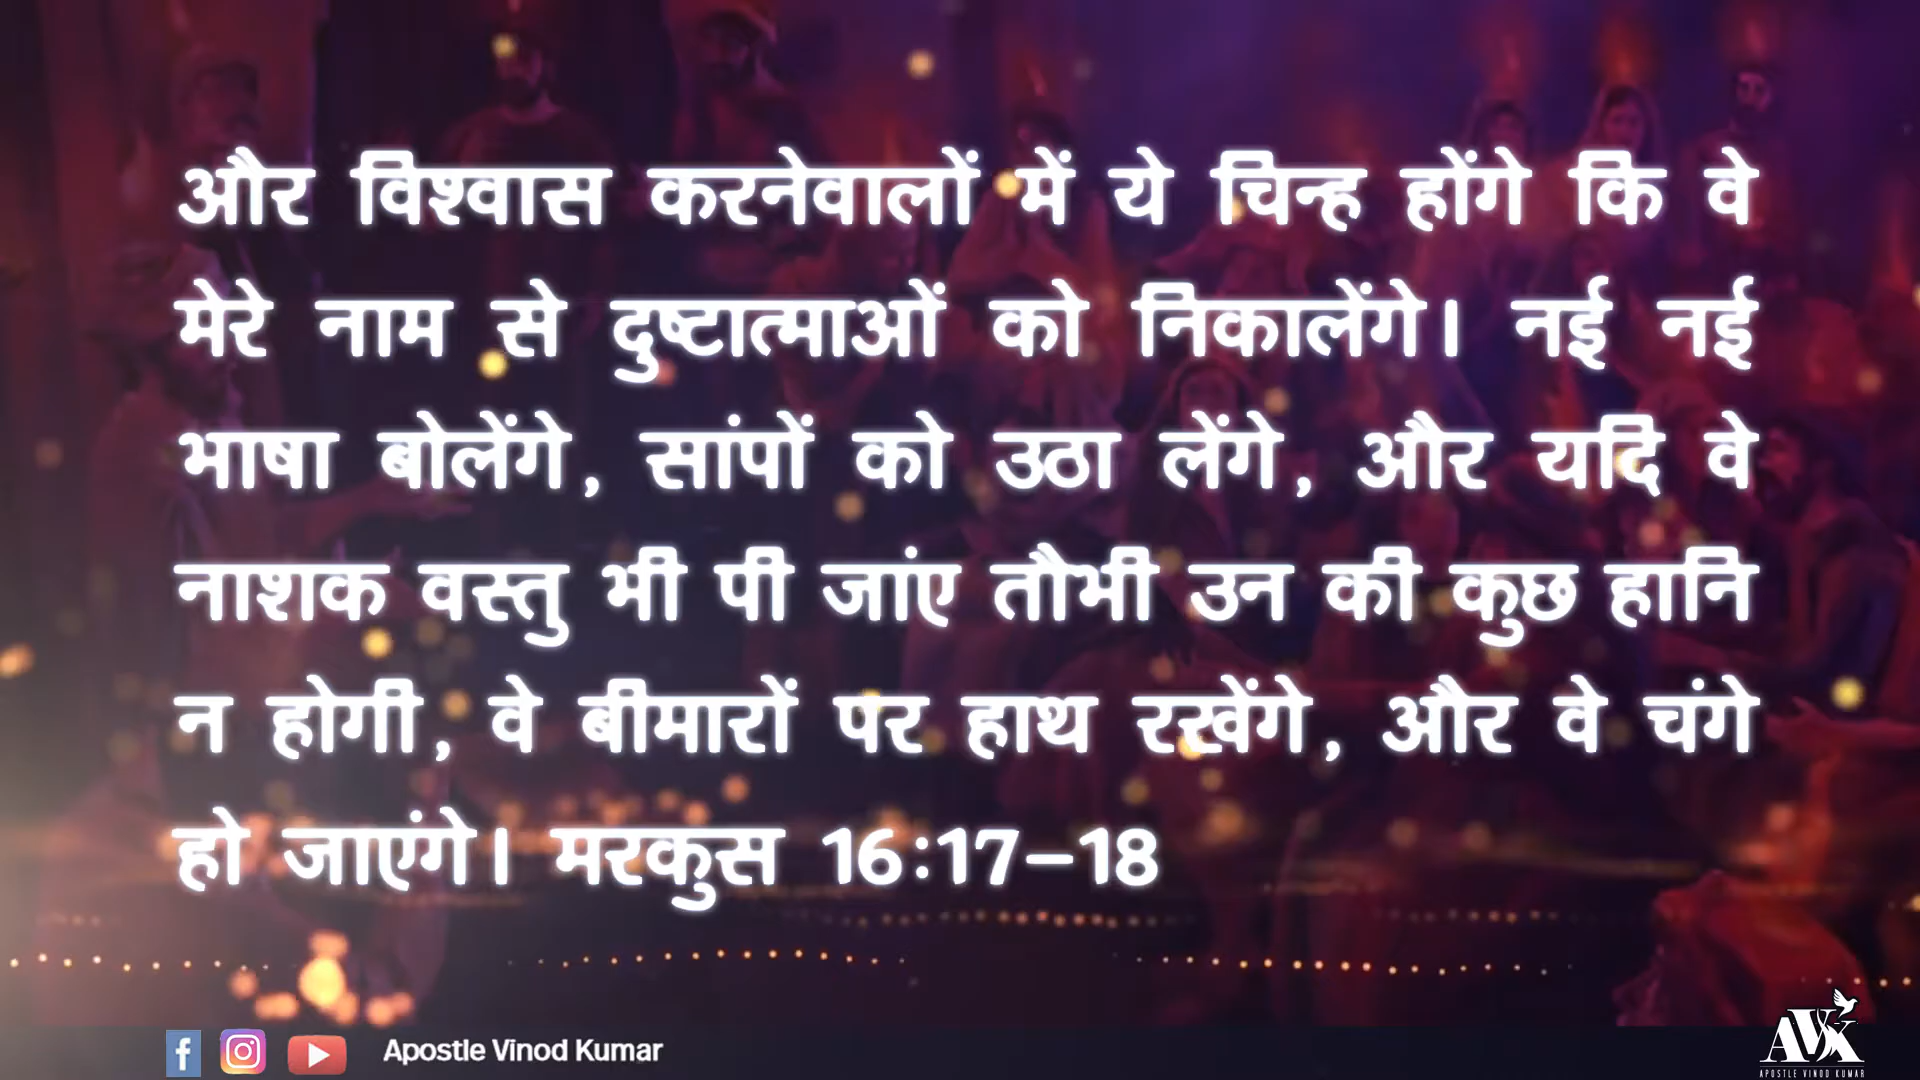 और विश्वास करनेवालों में ये चिन्ह होंगे कि वे
मेरे नाम से दुष्टात्माओं को निकालेंगे। नई नई
भाषा बोलेंगे, सांपों को उठा लेंगे, और यदि वे
नाशक वस्तु भी पी जांए तौभी उन की कुछ हानि
न होगी, वे बीमारों पर हाथ रखेंगे, और वे चंगे
हो जाएंगे। मरकुस 16:17–18
Apostle Vinod Kumar
AVK
APOSTLE VINOD KUMAR